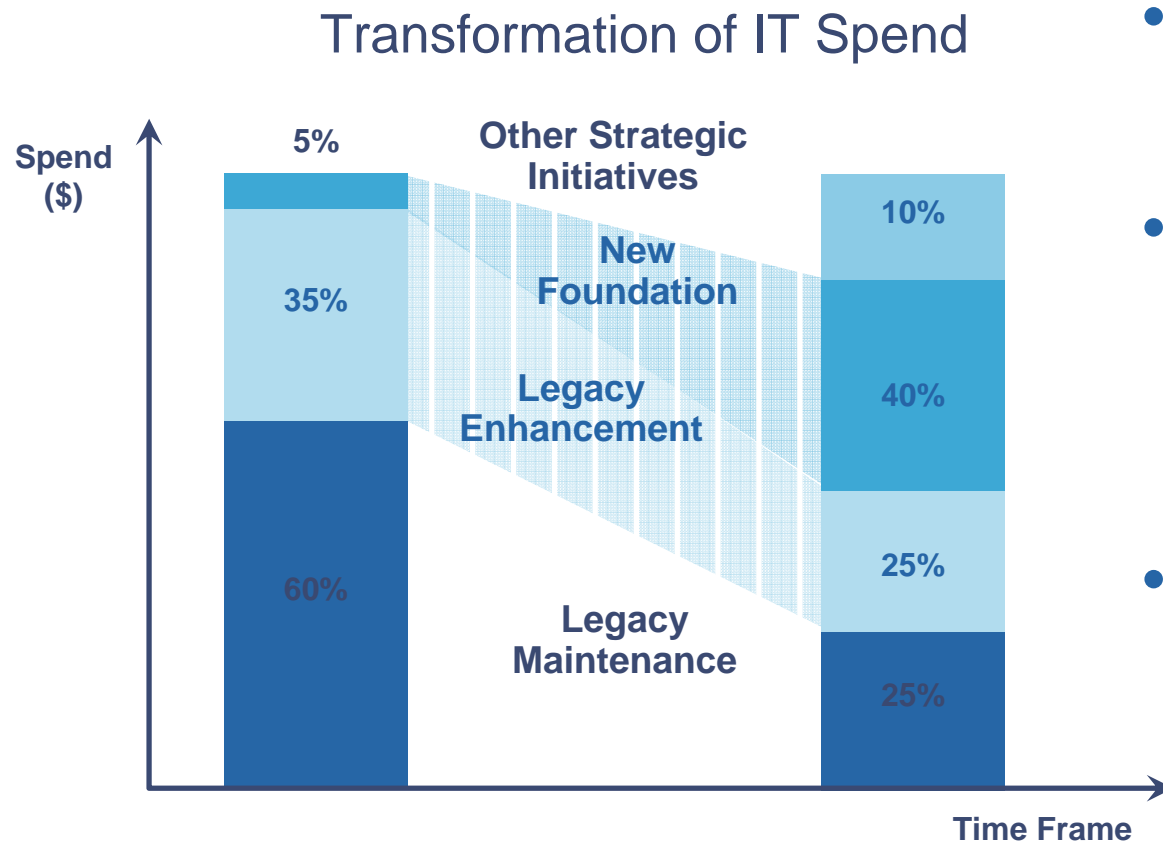 Transformation of IT Spend
Spend
($)
5%
35%
60%
Other Strategic
Initiatives
New
Foundation
Legacy
Enhancement
Legacy
Maintenance
10%
40%
25%
25%
Time Frame